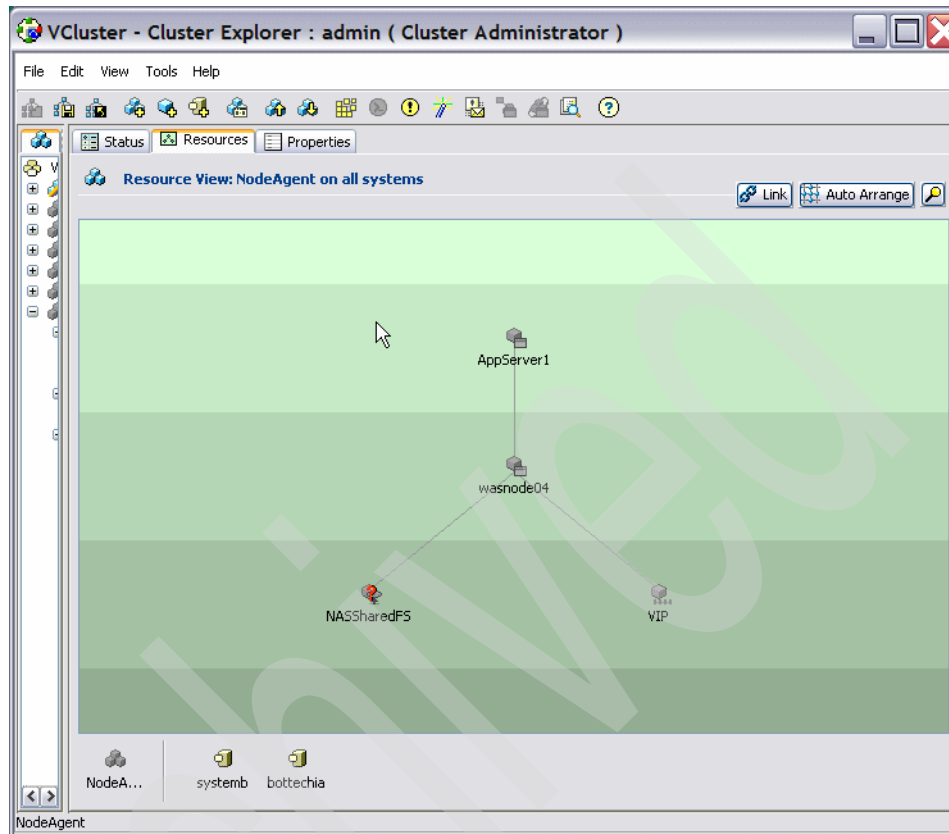 VCluster - Cluster Explorer : admin ( Cluster Administrator )
File Edit View Tools Help
Status Resources Properties
V
Resource View: NodeAgent on all systems
Link Auto Arrange
AppServer1
wasnode04
NASSharedFS
VIP
NodeA...
systemb
bottechia
NodeAgent